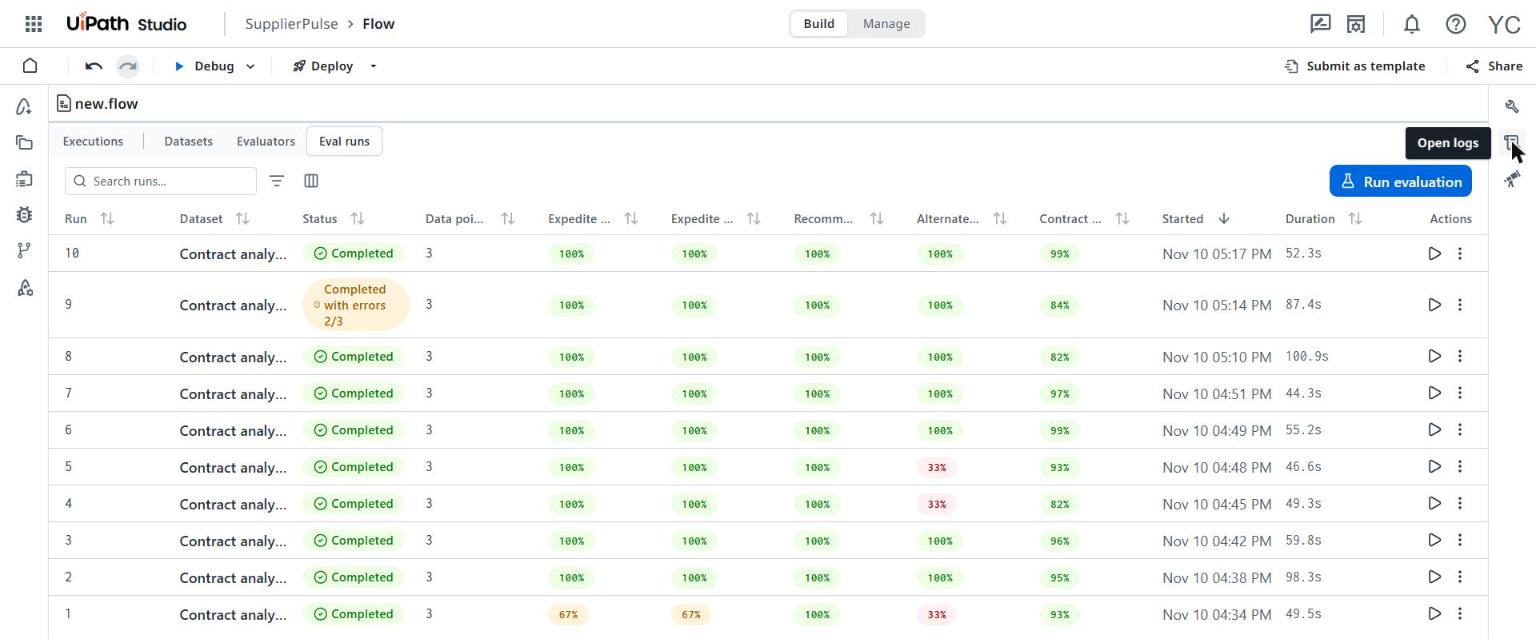 UiPath Studio SupplierPulse > Flow Build Manage YC
Debug Deploy Submit as template Share
new.flow
Executions Datasets Evaluators Eval runs Open logs
Search runs... Run evaluation
Run Dataset Status Data poi... Expedite ... Expedite ... Recomm... Alternate... Contract ... Started Duration Actions
10 Contract analy... Completed 3 100% 100% 100% 100% 99% Nov 10 05:17 PM 52.3s
9 Contract analy... Completed with errors 2/3 3 100% 100% 100% 100% 84% Nov 10 05:14 PM 87.4s
8 Contract analy... Completed 3 100% 100% 100% 100% 82% Nov 10 05:10 PM 100.9s
7 Contract analy... Completed 3 100% 100% 100% 100% 97% Nov 10 04:51 PM 44.3s
6 Contract analy... Completed 3 100% 100% 100% 100% 99% Nov 10 04:49 PM 55.2s
5 Contract analy... Completed 3 100% 100% 100% 33% 93% Nov 10 04:48 PM 46.6s
4 Contract analy... Completed 3 100% 100% 100% 33% 82% Nov 10 04:45 PM 49.3s
3 Contract analy... Completed 3 100% 100% 100% 100% 96% Nov 10 04:42 PM 59.8s
2 Contract analy... Completed 3 100% 100% 100% 100% 95% Nov 10 04:38 PM 98.3s
1 Contract analy... Completed 3 67% 67% 100% 33% 93% Nov 10 04:34 PM 49.5s